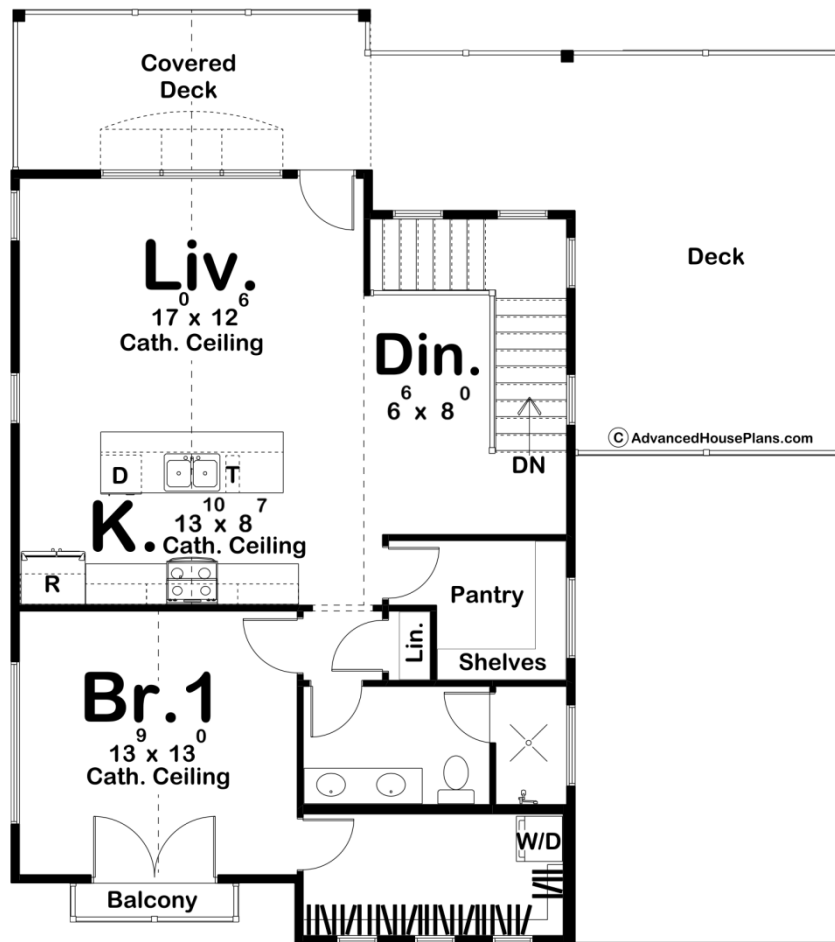 Covered
Deck
Liv.
17⁰ x 12⁶
Cath. Ceiling
Deck
Din.
6⁶ x 8⁰
© AdvancedHousePlans.com
DN
D
T
K.
13¹⁰ x 8⁷
Cath. Ceiling
R
Pantry
Lin.
Shelves
Br.1
13⁹ x 13⁰
Cath. Ceiling
W/D
Balcony